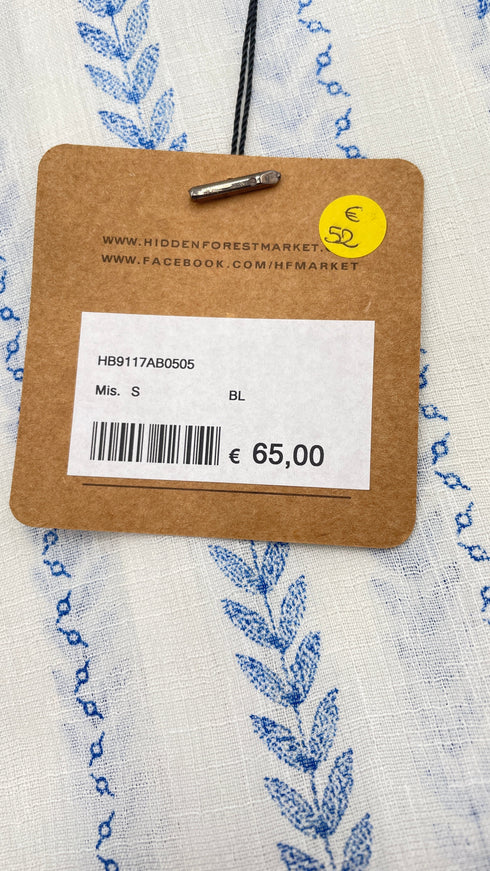 €
52
WWW.HIDDENFORESTMARKET.
WWW.FACEBOOK.COM/HFMARKET
HB9117AB0505
Mis. S BL
€ 65,00